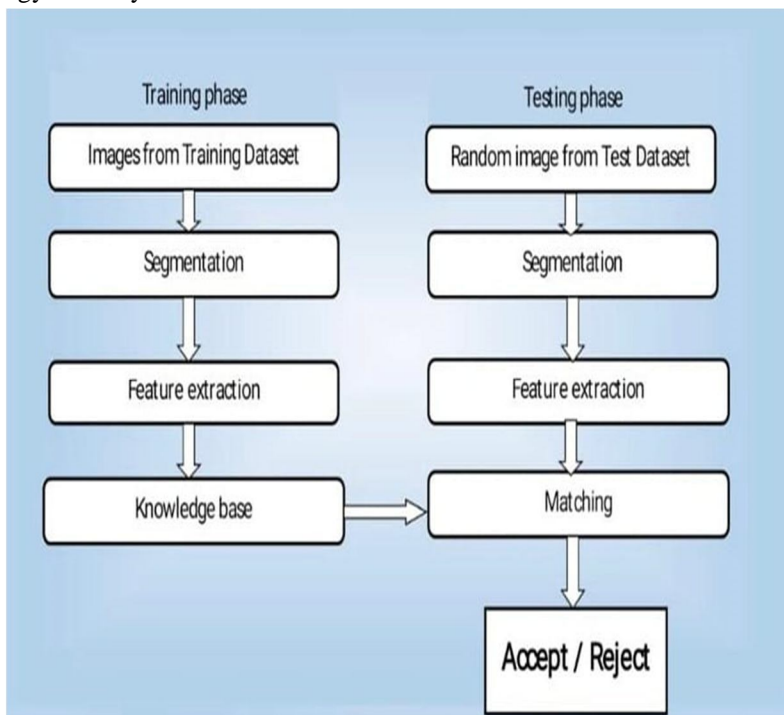 Training phase
Images from Training Dataset
Segmentation
Feature extraction
Knowledge base
Testing phase
Random image from Test Dataset
Segmentation
Feature extraction
Matching
Accept / Reject